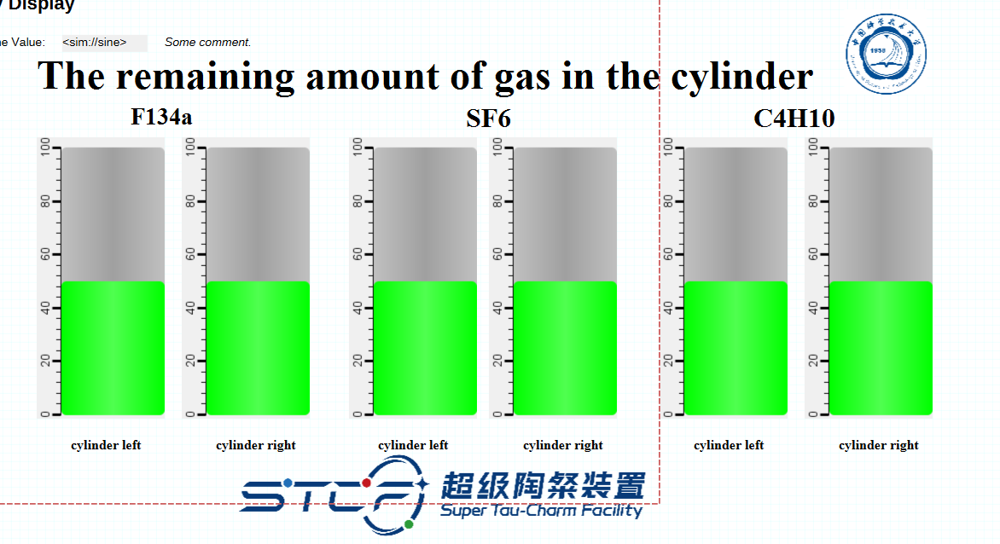 Display
e Value: <sim://sine> Some comment.
The remaining amount of gas in the cylinder
中国科学技术大学
1958
F134a SF6 C4H10
100 100 100 100 100 100
80 80 80 80 80 80
60 60 60 60 60 60
40 40 40 40 40 40
20 20 20 20 20 20
0 0 0 0 0 0
cylinder left cylinder right cylinder left cylinder right cylinder left cylinder right
STCF 超级陶粲装置
Super Tau-Charm Facility